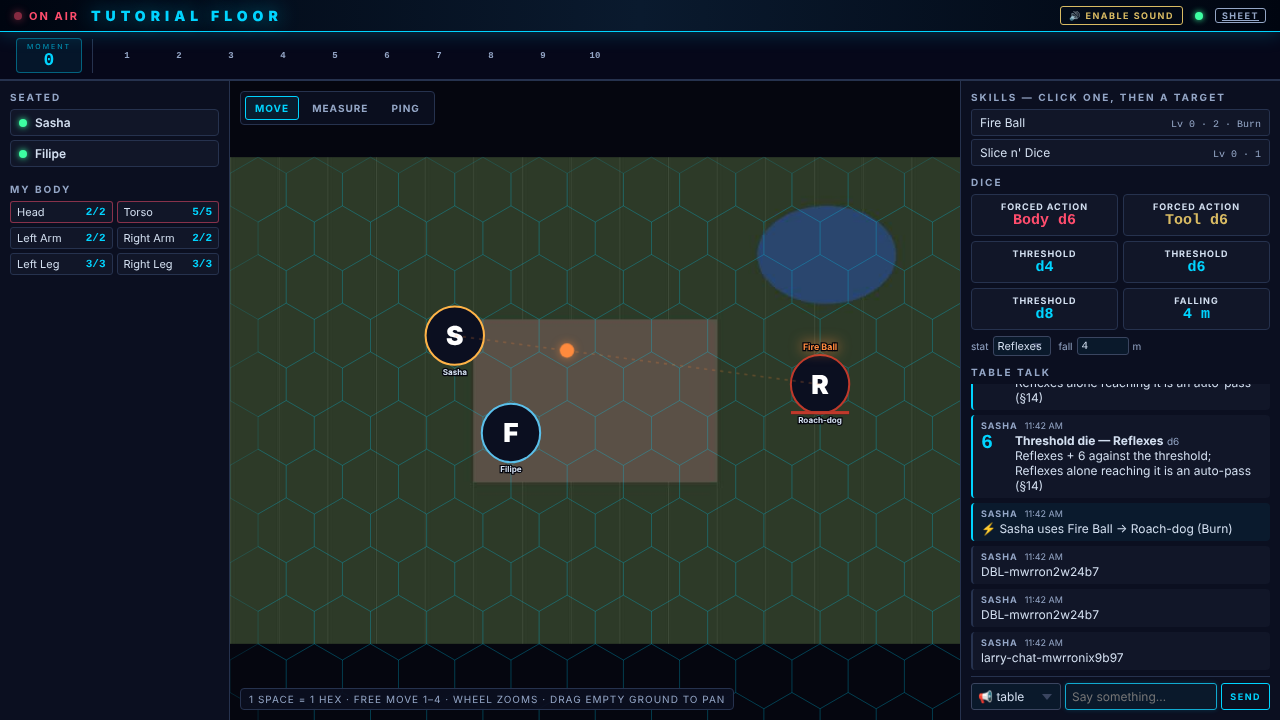 ON AIR TUTORIAL FLOOR
🔊 ENABLE SOUND
SHEET
MOMENT
0
1 2 3 4 5 6 7 8 9 10
SEATED
Sasha
Filipe
MY BODY
Head 2/2
Torso 5/5
Left Arm 2/2
Right Arm 2/2
Left Leg 3/3
Right Leg 3/3
MOVE MEASURE PING
S
Sasha
F
Filipe
Fire Ball
R
Roach-dog
1 SPACE = 1 HEX · FREE MOVE 1–4 · WHEEL ZOOMS · DRAG EMPTY GROUND TO PAN
SKILLS — CLICK ONE, THEN A TARGET
Fire Ball Lv 0 · 2 · Burn
Slice n' Dice Lv 0 · 1
DICE
FORCED ACTION
Body d6
FORCED ACTION
Tool d6
THRESHOLD
d4
THRESHOLD
d6
THRESHOLD
d8
FALLING
4 m
stat Reflexes fall 4 m
TABLE TALK
Reflexes alone reaching it is an auto-pass
(§14)
SASHA 11:42 AM
6 Threshold die — Reflexes d6
Reflexes + 6 against the threshold;
Reflexes alone reaching it is an auto-pass
(§14)
SASHA 11:42 AM
⚡ Sasha uses Fire Ball → Roach-dog (Burn)
SASHA 11:42 AM
DBL-mwrron2w24b7
SASHA 11:42 AM
DBL-mwrron2w24b7
SASHA 11:42 AM
larry-chat-mwrronix9b97
📢 table
Say something...
SEND